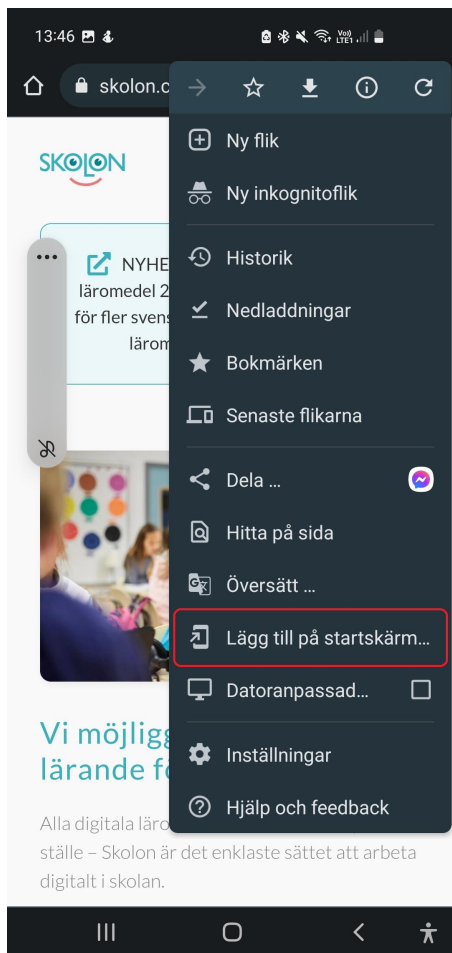 13:46
Vo))
LTE1
skolon.c
SKOLON
NYHE
läromedel 2
för fler svens
lärom
Ny flik
Ny inkognitoflik
Historik
Nedladdningar
Bokmärken
Senaste flikarna
Dela ...
Hitta på sida
Översätt ...
Lägg till på startskärm...
Datoranpassad...
Inställningar
Hjälp och feedback
Vi möjligg
lärande fö
Alla digitala läro
ställe – Skolon är det enklaste sättet att arbeta
digitalt i skolan.